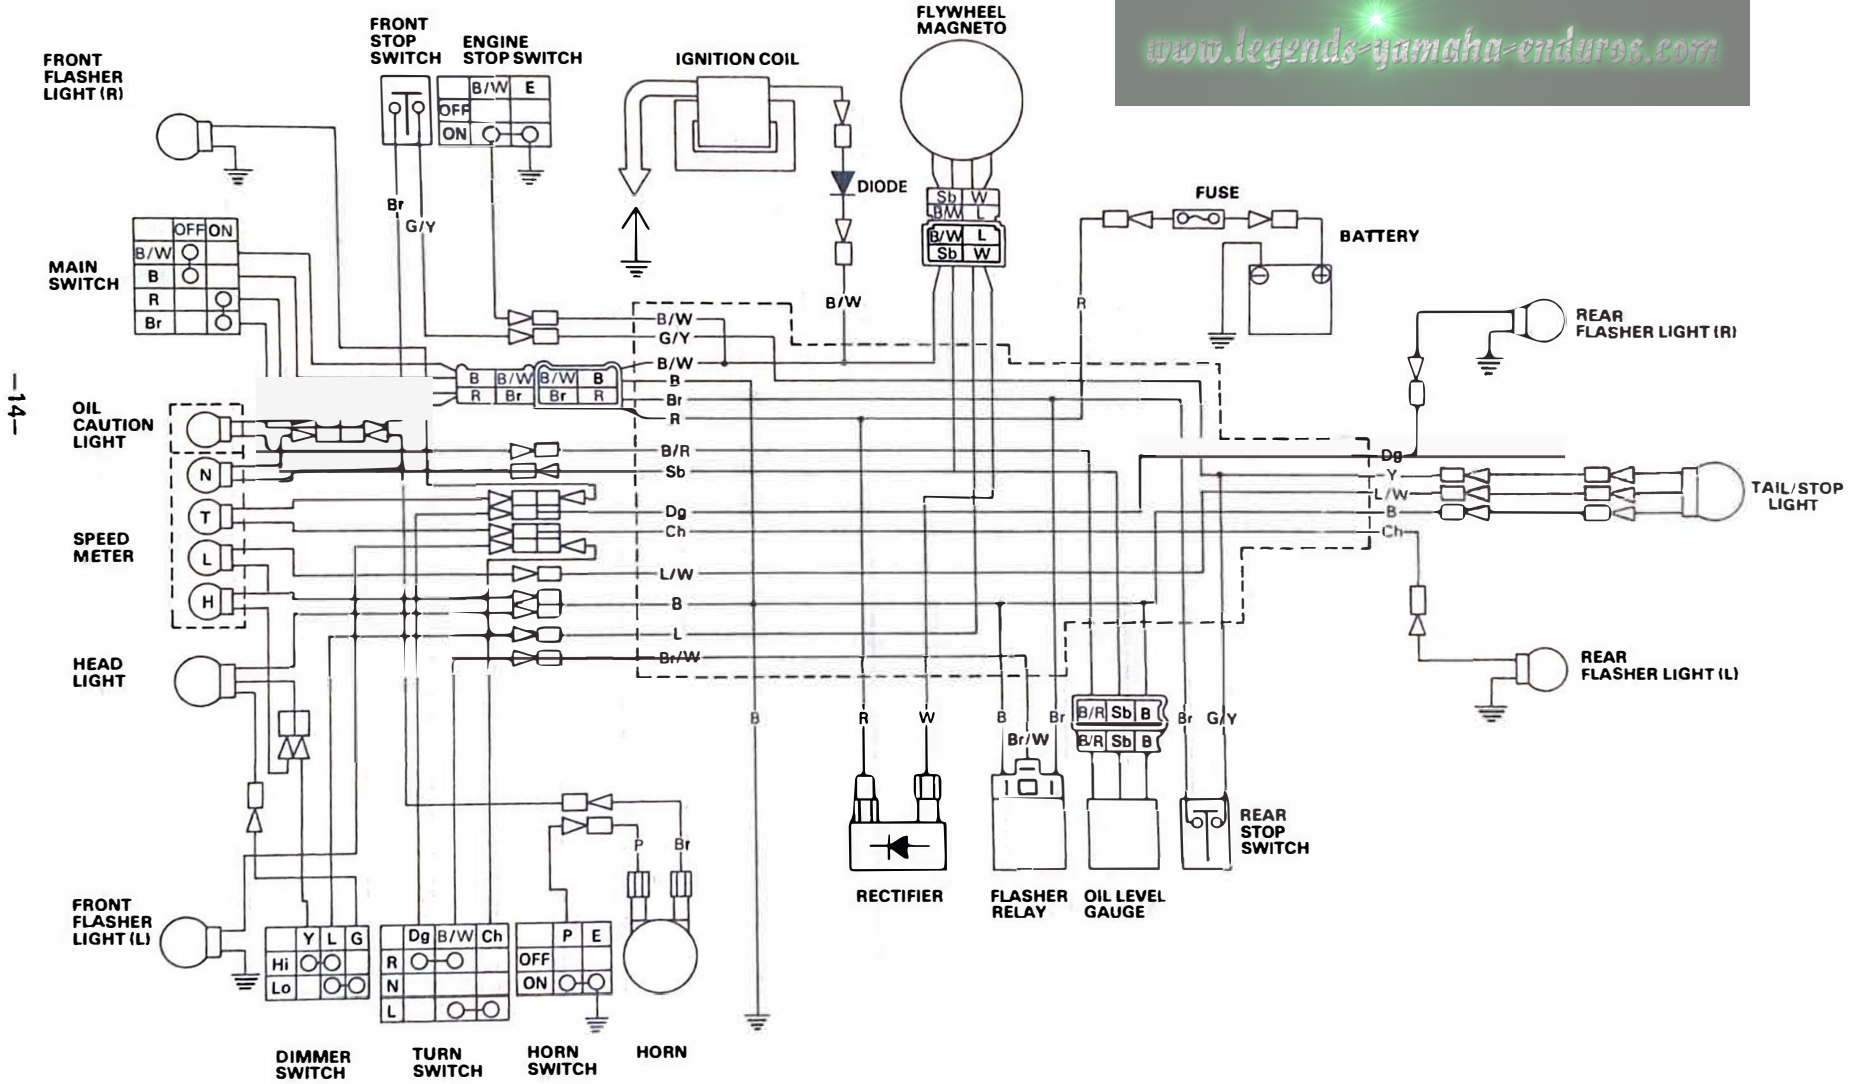 FLYWHEEL
MAGNETO
www.legends-yamaha-enduros.com
FRONT
STOP
SWITCH
ENGINE
STOP SWITCH
IGNITION COIL
FRONT
FLASHER
LIGHT (R)
B/W E
OFF
ON
DIODE
Sb W
B/W L
B/W L
Sb W
FUSE
BATTERY
Br
G/Y
OFF ON
B/W
B
R
Br
MAIN
SWITCH
B/W
R
REAR
FLASHER LIGHT (R)
B/W
G/Y
B/W
B
Br
R
B B/W B/W B
R Br Br R
—14—
OIL
CAUTION
LIGHT
B/R
Sb
Dg
Ch
L/W
B
L
Br/W
N
T
L
H
SPEED
METER
Dg
Y
L/W
B
Ch
TAIL/STOP
LIGHT
HEAD
LIGHT
REAR
FLASHER LIGHT (L)
B
R
W
B
Br
Br/W
B/R Sb B
B/R Sb B
Br
G/Y
P
Br
REAR
STOP
SWITCH
RECTIFIER
FLASHER
RELAY
OIL LEVEL
GAUGE
FRONT
FLASHER
LIGHT (L)
Y L G
Hi
Lo
Dg B/W Ch
R
N
L
P E
OFF
ON
DIMMER
SWITCH
TURN
SWITCH
HORN
SWITCH
HORN